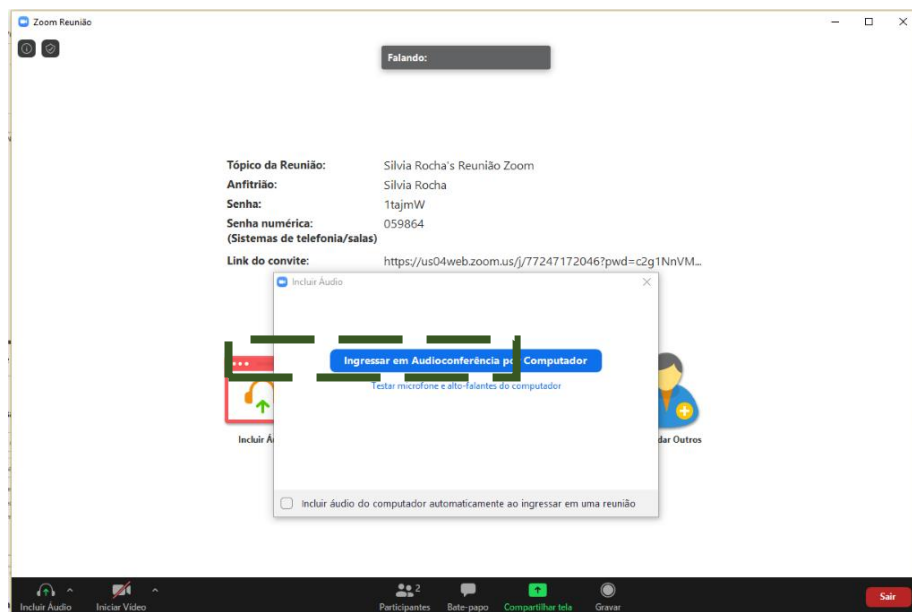 Zoom Reunião
Falando:
Tópico da Reunião: Silvia Rocha's Reunião Zoom
Anfitrião: Silvia Rocha
Senha: 1tajmW
Senha numérica: 059864
(Sistemas de telefonia/salas)
Link do convite: https://us04web.zoom.us/j/77247172046?pwd=c2g1NnVM...
Incluir Áudio
Ingressar em Audioconferência por Computador
Testar microfone e alto-falantes do computador
Incluir Á
dar Outros
Incluir áudio do computador automaticamente ao ingressar em uma reunião
2
Incluir Áudio Iniciar Vídeo Participantes Bate-papo Compartilhar tela Gravar Sair